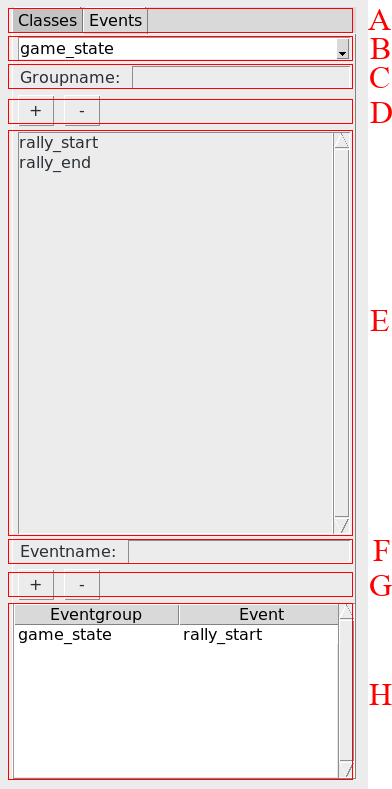 Classes Events A
game_state B
Groupname: C
+ - D
rally_start
rally_end
E
Eventname: F
+ - G
Eventgroup Event
game_state rally_start
H